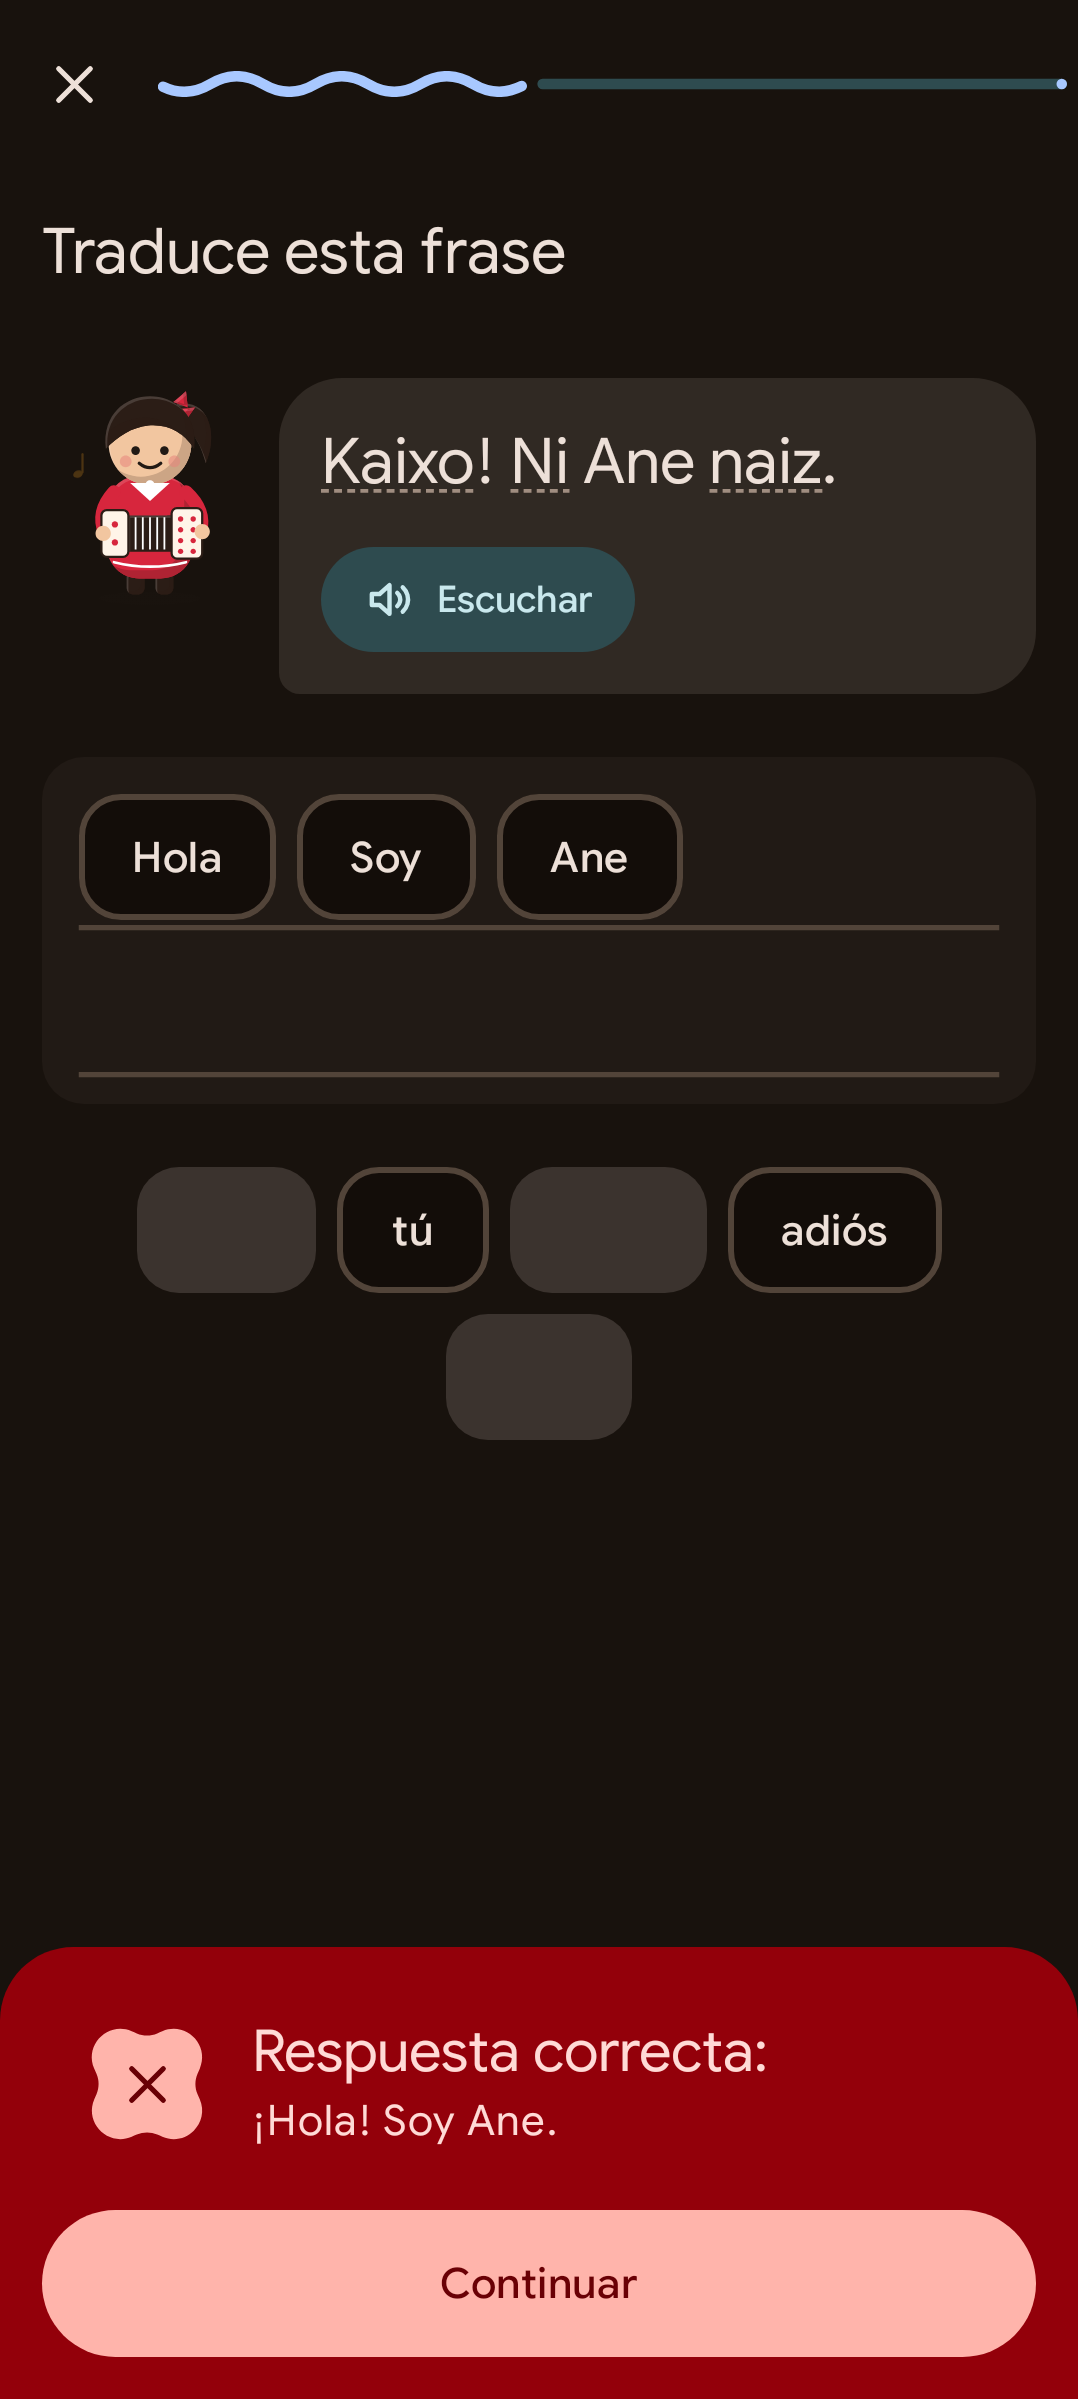 Traduce esta frase
Kaixo! Ni Ane naiz.
Escuchar
Hola Soy Ane
tú adiós
Respuesta correcta:
¡Hola! Soy Ane.
Continuar